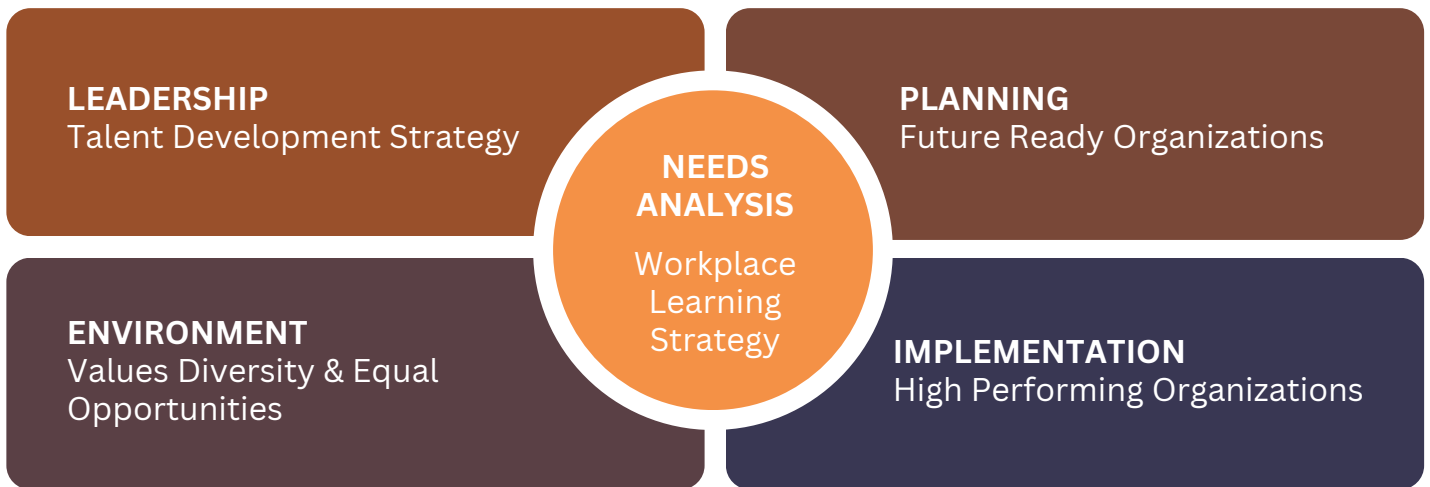 LEADERSHIP
Talent Development Strategy
PLANNING
Future Ready Organizations
NEEDS
ANALYSIS
Workplace
Learning
Strategy
ENVIRONMENT
Values Diversity & Equal
Opportunities
IMPLEMENTATION
High Performing Organizations